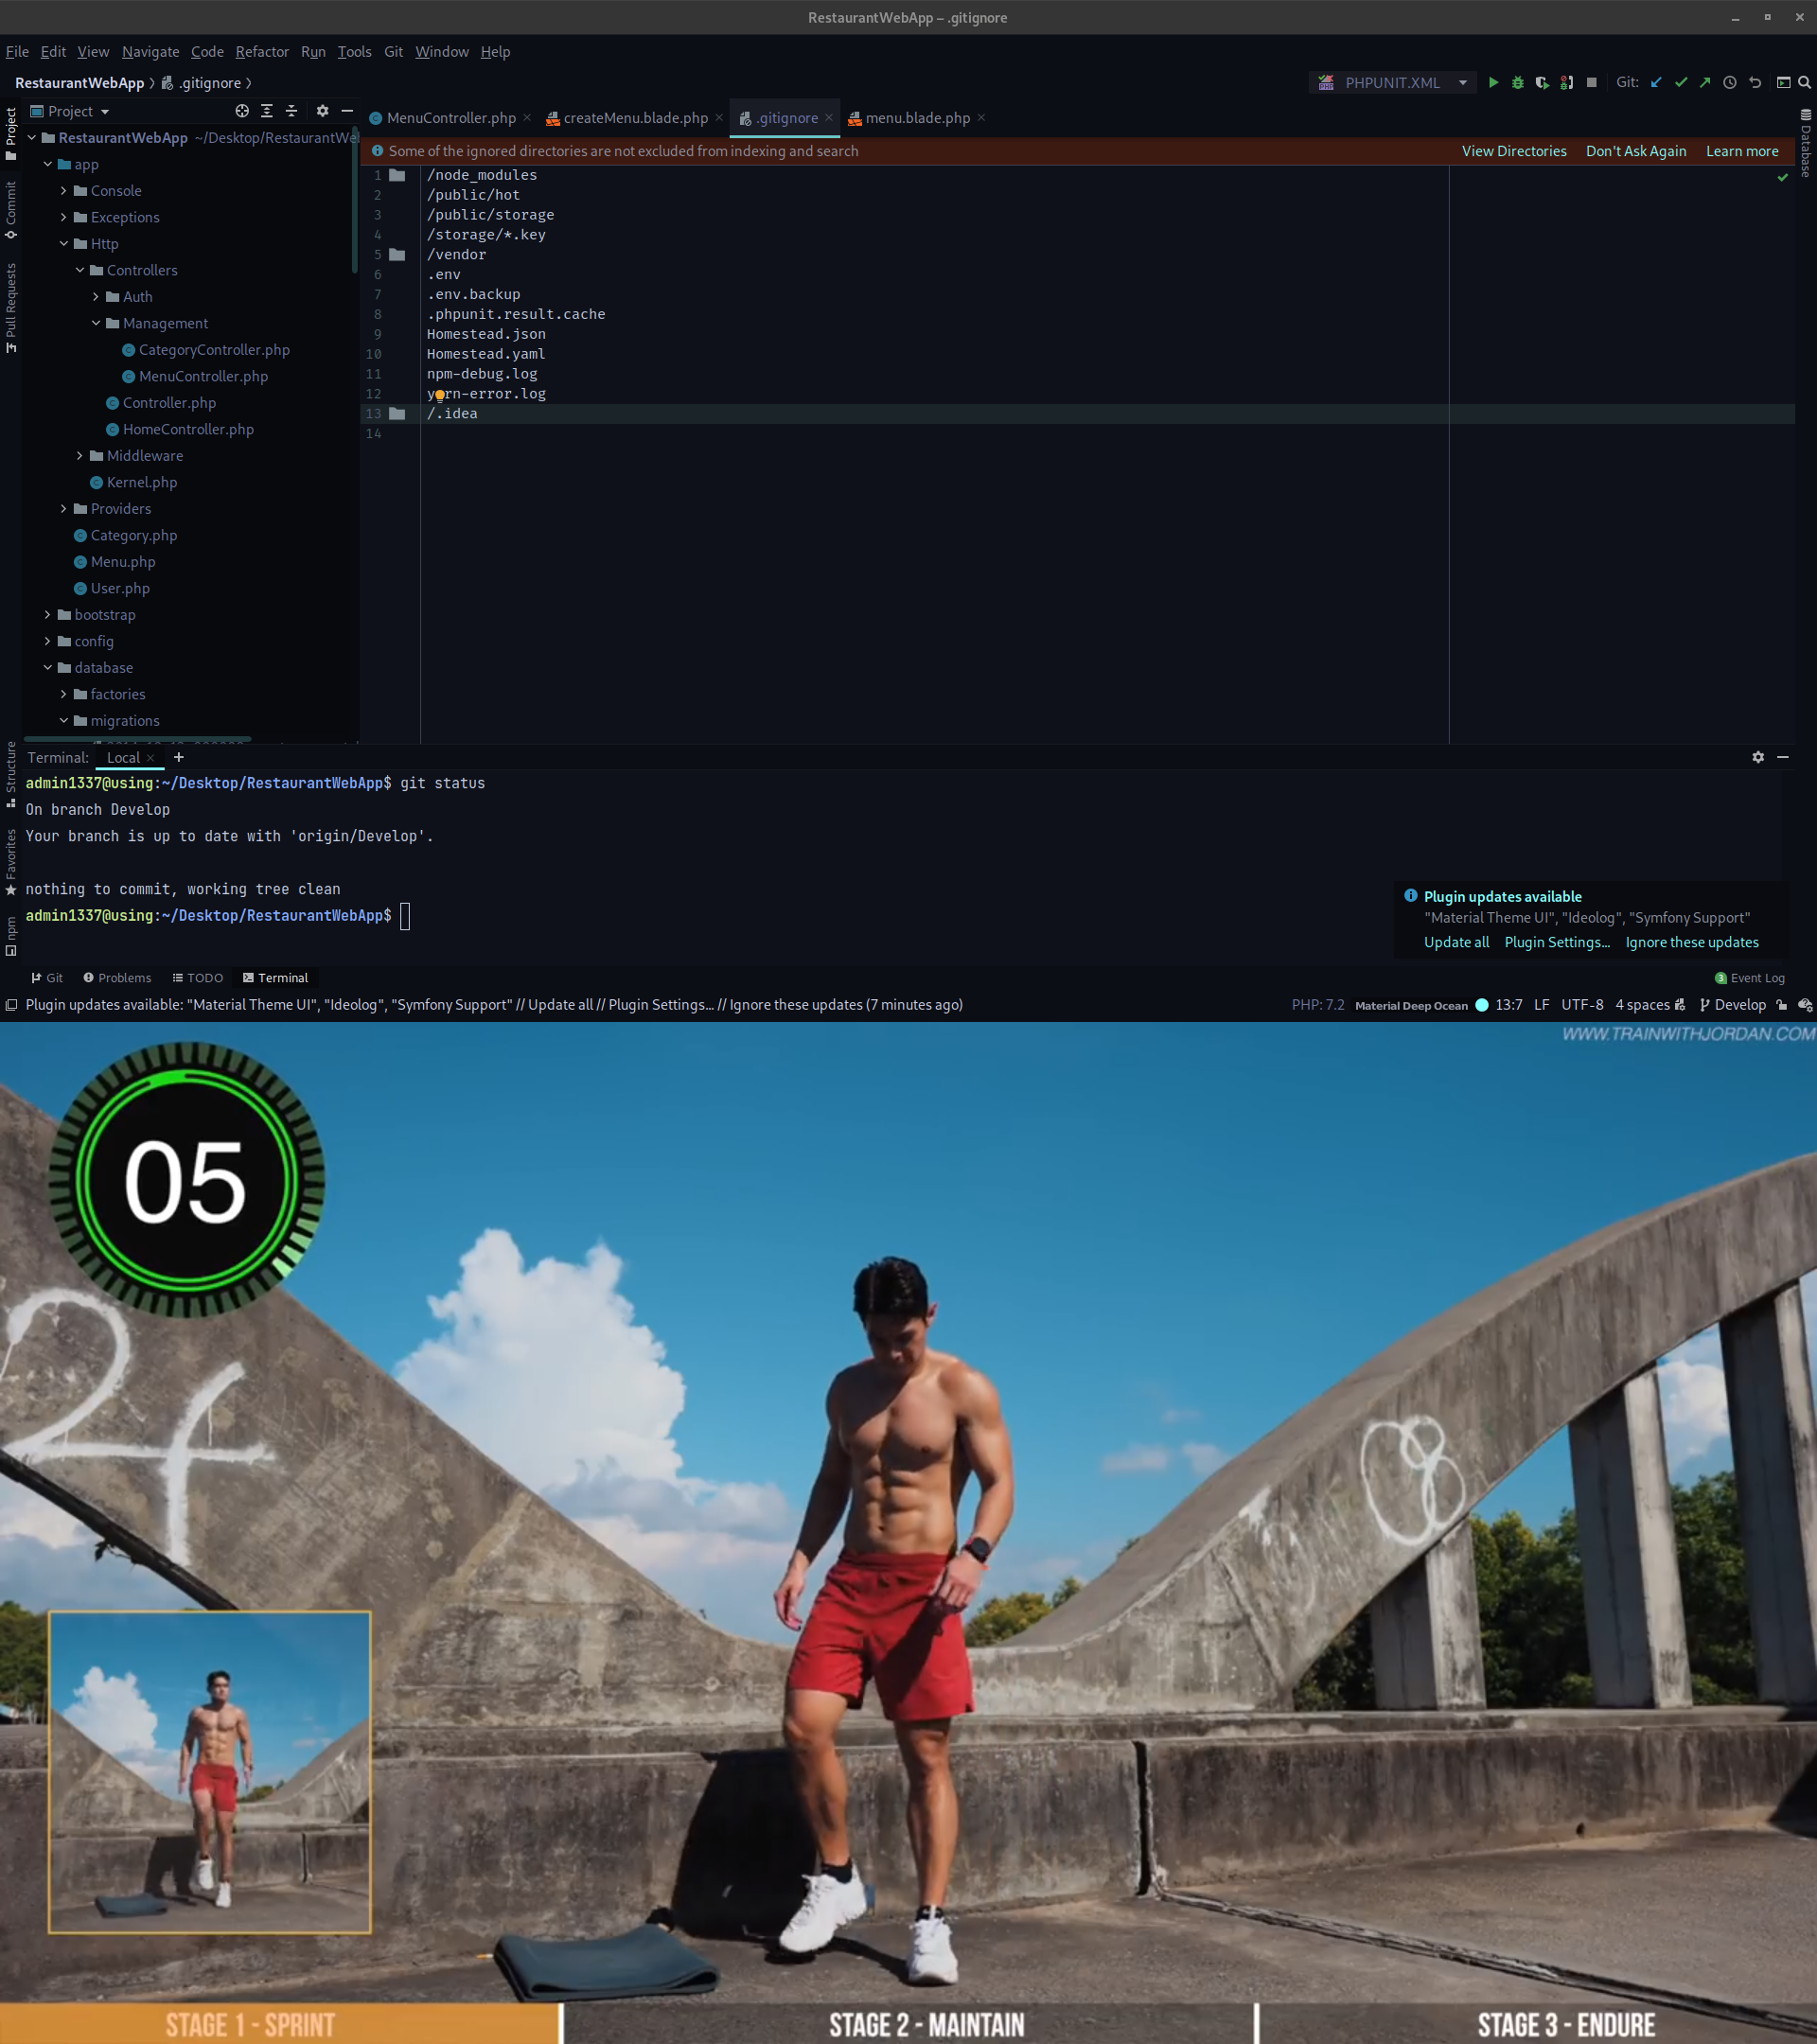 RestaurantWebApp – .gitignore
File Edit View Navigate Code Refactor Run Tools Git Window Help
RestaurantWebApp .gitignore
PHPUNIT.XML Git:
Project
MenuController.php createMenu.blade.php .gitignore menu.blade.php
RestaurantWebApp ~/Desktop/RestaurantWe
app
Console
Exceptions
Http
Controllers
Auth
Management
CategoryController.php
MenuController.php
Controller.php
HomeController.php
Middleware
Kernel.php
Providers
Category.php
Menu.php
User.php
bootstrap
config
database
factories
migrations
Some of the ignored directories are not excluded from indexing and search View Directories Don't Ask Again Learn more
1 /node_modules
2 /public/hot
3 /public/storage
4 /storage/*.key
5 /vendor
6 .env
7 .env.backup
8 .phpunit.result.cache
9 Homestead.json
10 Homestead.yaml
11 npm-debug.log
12 yarn-error.log
13 /.idea
14
Project
Commit
Pull Requests
Structure
Favorites
npm
Database
Terminal: Local +
admin1337@using:~/Desktop/RestaurantWebApp$ git status
On branch Develop
Your branch is up to date with 'origin/Develop'.
nothing to commit, working tree clean
admin1337@using:~/Desktop/RestaurantWebApp$
Plugin updates available
"Material Theme UI", "Ideolog", "Symfony Support"
Update all Plugin Settings... Ignore these updates
Git Problems TODO Terminal 3 Event Log
Plugin updates available: "Material Theme UI", "Ideolog", "Symfony Support" // Update all // Plugin Settings... // Ignore these updates (7 minutes ago) PHP: 7.2 Material Deep Ocean 13:7 LF UTF-8 4 spaces Develop
WWW.TRAINWITHJORDAN.COM
05
24
8
STAGE 1 - SPRINT STAGE 2 - MAINTAIN STAGE 3 - ENDURE